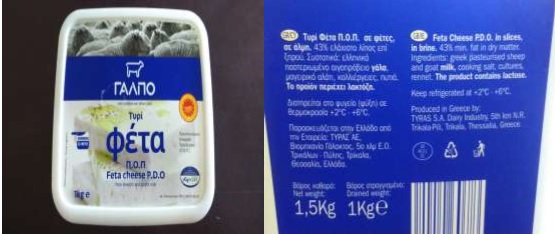 ΓΑΛΠΟ
Τυρί
φέτα
Π.Ο.Π
Feta cheese P.D.O
1kg e
Τυρί Φέτα Π.Ο.Π. σε φέτες,
σε άλμη. 43% ελάχιστο λίπος επί
ξηρού. Συστατικά: ελληνικό
παστεριωμένο αιγοπρόβειο γάλα,
μαγειρικό αλάτι, καλλιέργειες, πυτιά.
Το προϊόν περιέχει λακτόζη.
Διατηρείται στο ψυγείο (ψύξη) σε
θερμοκρασία +2°C - +6°C.
Παρασκευάζεται στην Ελλάδα από
την Εταιρεία: ΤΥΡΑΣ ΑΕ,
Βιομηχανία Γάλακτος, 5ο χλμ Ε.Ο.
Τρικάλων - Πύλης, Τρίκαλα,
Θεσσαλία, Ελλάδα.
Βάρος καθαρό:
Net weight:
1,5Kg
Βάρος στραγγισμένο:
Drained weight:
1Kg e
Feta Cheese P.D.O. in slices,
in brine. 43% min. fat in dry matter.
Ingredients: greek pasteurised sheep
and goat milk, cooking salt, cultures,
rennet. The product contains lactose.
Keep refrigerated at +2°C - +6°C.
Produced in Greece by:
TYRAS S.A. Dairy Industry, 5th km N.R.
Trikala-Pili, Trikala, Thessalia, Greece.